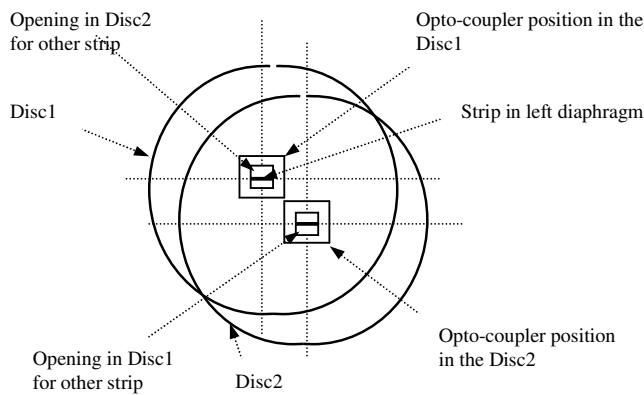 Opening in Disc2
for other strip
Opto-coupler position in the
Disc1
Disc1
Strip in left diaphragm
Opto-coupler position
in the Disc2
Opening in Disc1
for other strip
Disc2